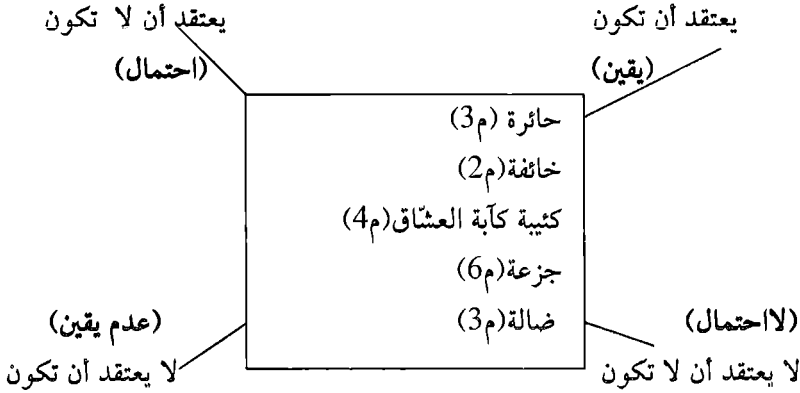 يعتقد أن تكون
يعتقد أن لا تكون
(يقين)
(احتمال)
حائرة (م3)
خائفة(م2)
كئيبة كآبة العشّاق(م4)
جزعة(م6)
ضالة(م3)
(لااحتمال)
(عدم يقين)
لا يعتقد أن لا تكون
لا يعتقد أن تكون